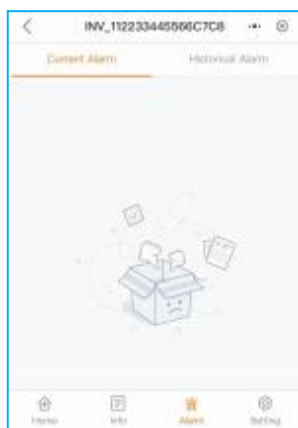 INV_112233445566C7C8
Current Alarm Historical Alarm
Home Info Alarm Setting